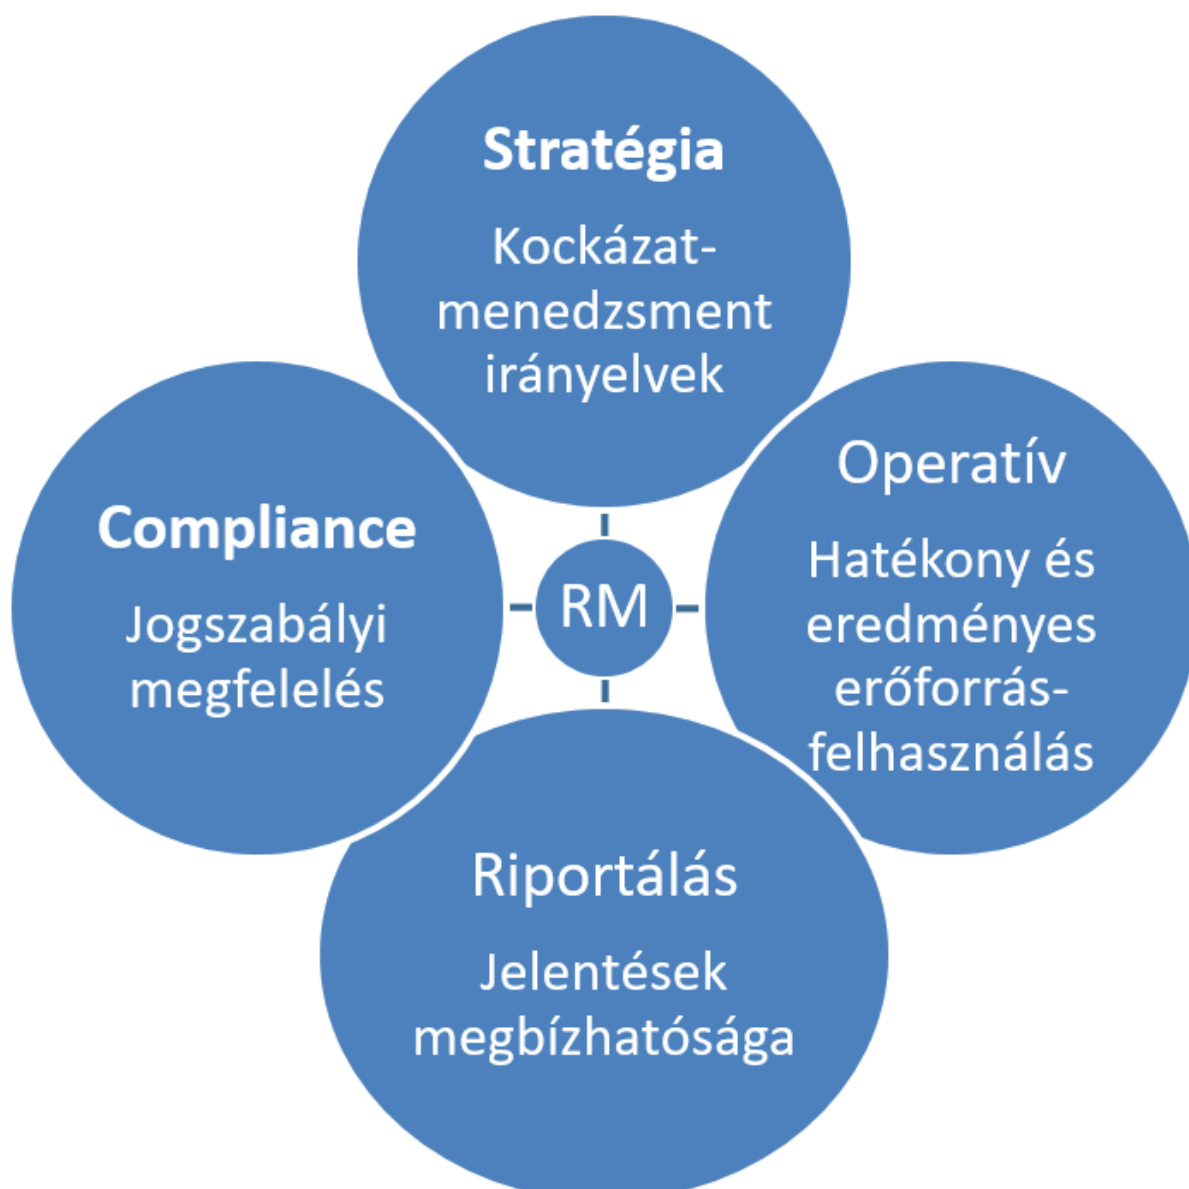 Stratégia
Kockázat-
menedzsment
irányelvek
Compliance
Jogszabályi
megfelelés
RM
Operatív
Hatékony és
eredményes
erőforrás-
felhasználás
Riportálás
Jelentések
megbízhatósága